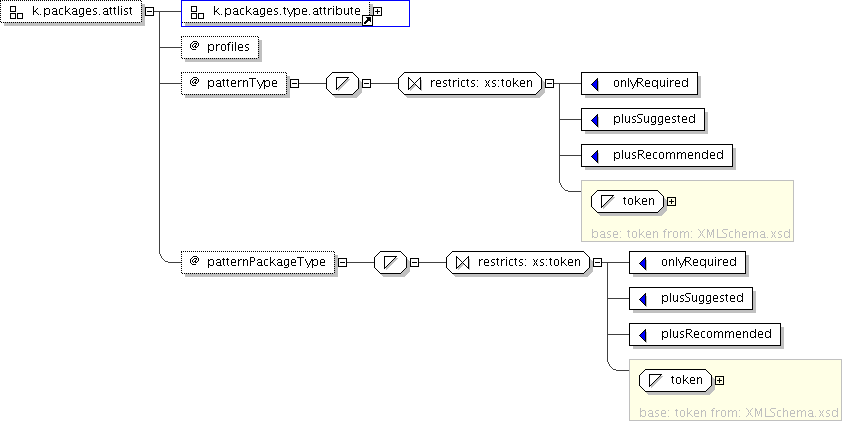 k.packages.attlist
k.packages.type.attribute
@ profiles
@ patternType
restricts: xs:token
onlyRequired
plusSuggested
plusRecommended
token
base: token from: XMLSchema.xsd
@ patternPackageType
restricts: xs:token
onlyRequired
plusSuggested
plusRecommended
token
base: token from: XMLSchema.xsd